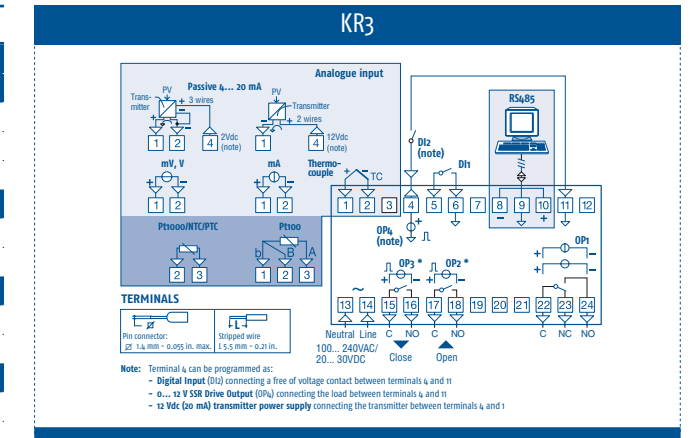 KR3
Analogue input
Passive 4... 20 mA
PV
Trans-
mitter
3 wires
+
-
1 2 4
2Vdc
(note)
PV
Transmitter
2 wires
+
-
1 4
12Vdc
(note)
mV, V
+ -
1 2
mA
+ -
1 2
Thermo-
couple
TC
Pt1000/NTC/PTC
2 3
Pt100
b B A
1 2 3
DI2
(note)
DI1
RS485
1 2 3 4 5 6 7 8 9 10 11 12
- +
OP4
(note)
+
OP3 *
+ -
OP2 *
+ -
OP1
+ -
+ -
~
13 14 15 16 17 18 19 20 21 22 23 24
Neutral Line C NO C NO C NC NO
100... 240VAC/
20... 30VDC
Close
Open
TERMINALS
Pin connector:
Ø 1.4 mm - 0.055 in. max.
L
Stripped wire
L 5.5 mm - 0.21 in.
Note: Terminal 4 can be programmed as:
- Digital Input (DI2) connecting a free of voltage contact between terminals 4 and 11
- 0... 12 V SSR Drive Output (OP4) connecting the load between terminals 4 and 11
- 12 Vdc (20 mA) transmitter power supply connecting the transmitter between terminals 4 and 1